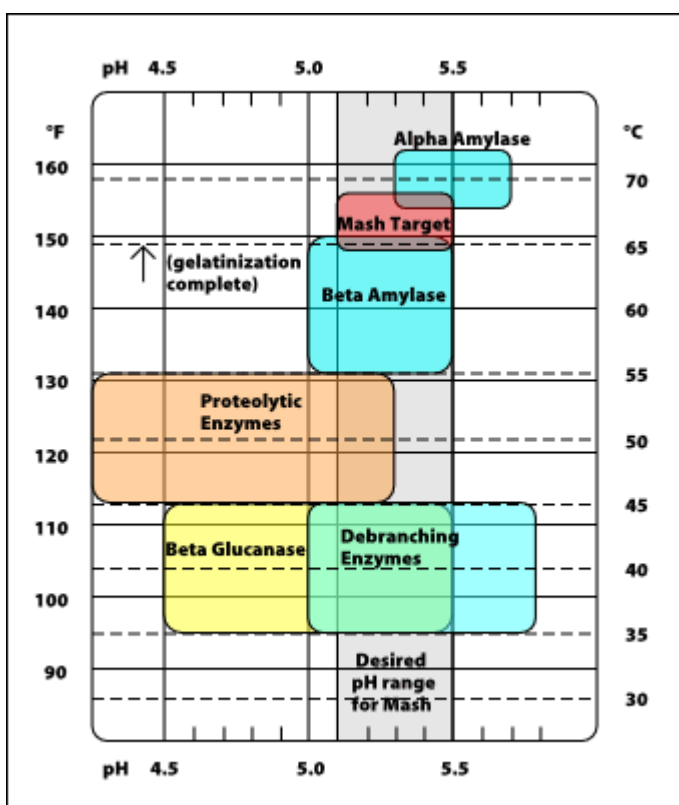 pH 4.5 5.0 5.5
°F °C
Alpha Amylase
160 70
Mash Target
150 65
(gelatinization
complete)
Beta Amylase
140 60
130 55
Proteolytic
Enzymes
50
120
45
110
Debranching
Beta Glucanase Enzymes
40
100
35
Desired
90 pH range
for Mash 30
pH 4.5 5.0 5.5